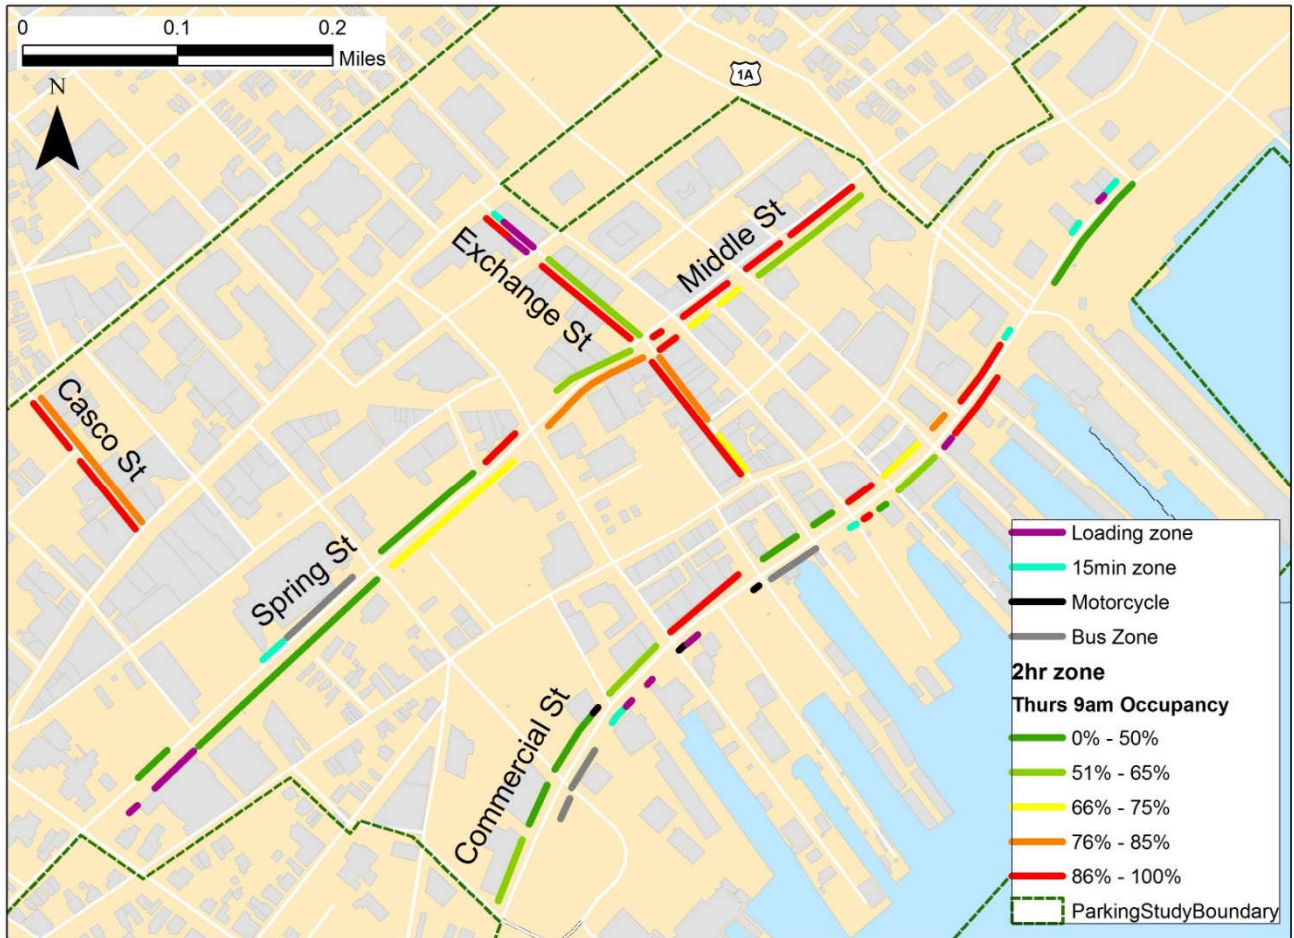 0 0.1 0.2
Miles
N
1A
Middle St
Exchange St
Casco St
Spring St
Commercial St
Loading zone
15min zone
Motorcycle
Bus Zone
2hr zone
Thurs 9am Occupancy
0% - 50%
51% - 65%
66% - 75%
76% - 85%
86% - 100%
ParkingStudyBoundary